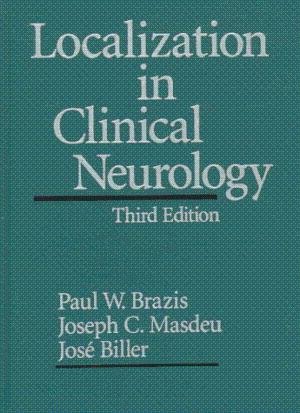 Localization
in
Clinical
Neurology
Third Edition
Paul W. Brazis
Joseph C. Masdeu
José Biller